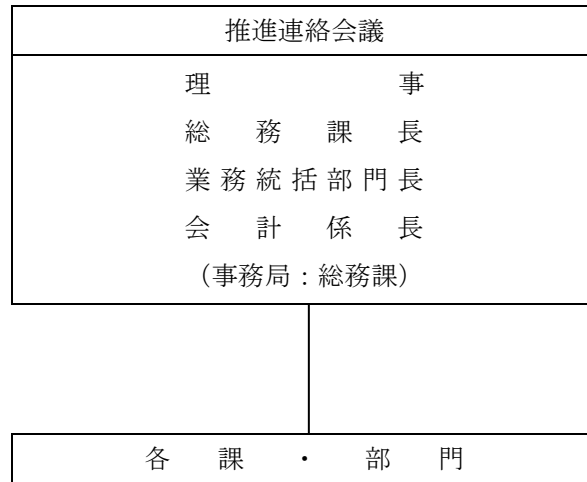 推進連絡会議
理事
総務課長
業務統括部門長
会計係長
（事務局：総務課）
各課・部門